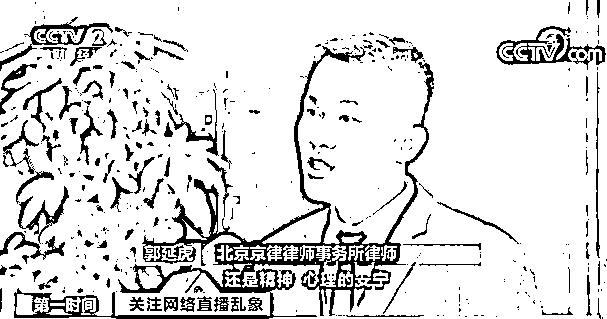 CCTV 2
财经
CCTV.com
郭延虎 北京京律律师事务所律师
还是精神 心理的安宁
第一时间 关注网络直播乱象